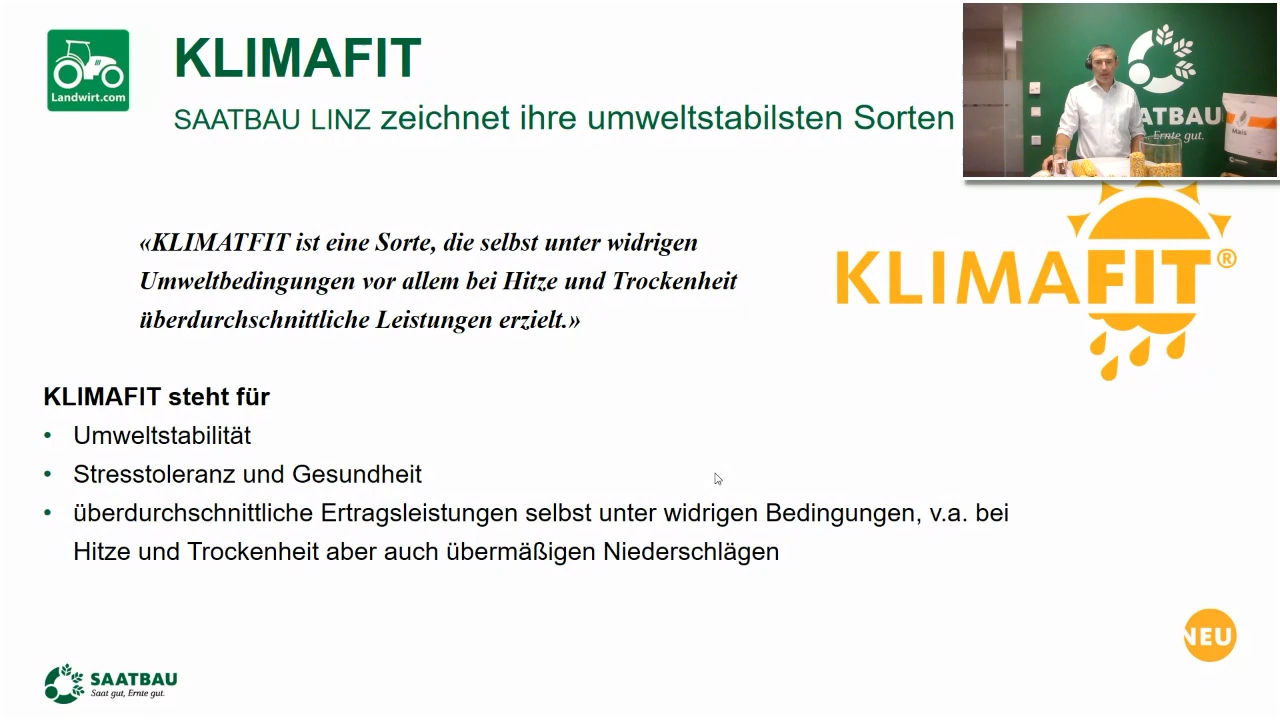 Landwirt.com
KLIMAFIT
SAATBAU LINZ zeichnet ihre umweltstabilsten Sorten
«KLIMATFIT ist eine Sorte, die selbst unter widrigen
Umweltbedingungen vor allem bei Hitze und Trockenheit
überdurchschnittliche Leistungen erzielt.»
KLIMAFIT®
KLIMAFIT steht für
• Umweltstabilität
• Stresstoleranz und Gesundheit
• überdurchschnittliche Ertragsleistungen selbst unter widrigen Bedingungen, v.a. bei
Hitze und Trockenheit aber auch übermäßigen Niederschlägen
NEU
SAATBAU
Saat gut, Ernte gut.
ATBAU
Ernte gut.
Mais